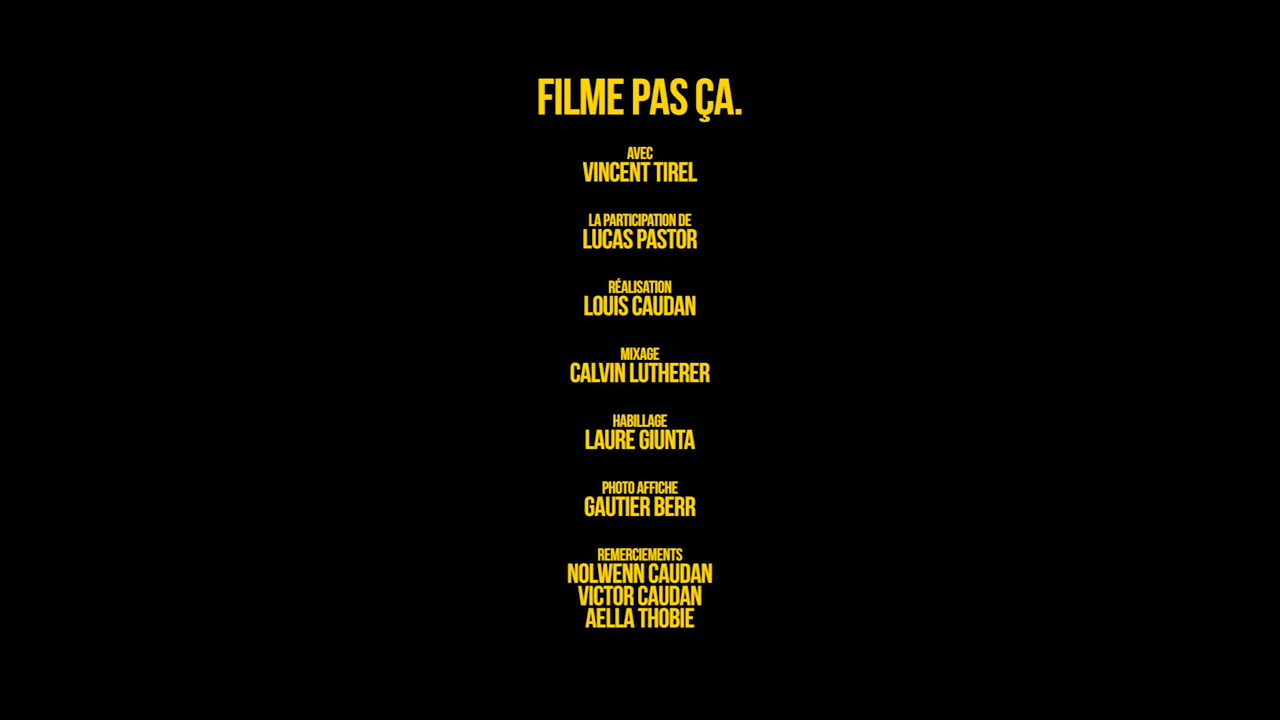 FILME PAS ÇA.
AVEC
VINCENT TIREL
LA PARTICIPATION DE
LUCAS PASTOR
RÉALISATION
LOUIS CAUDAN
MIXAGE
CALVIN LUTHERER
HABILLAGE
LAURE GIUNTA
PHOTO AFFICHE
GAUTIER BERR
REMERCIEMENTS
NOLWENN CAUDAN
VICTOR CAUDAN
AELLA THOBIE